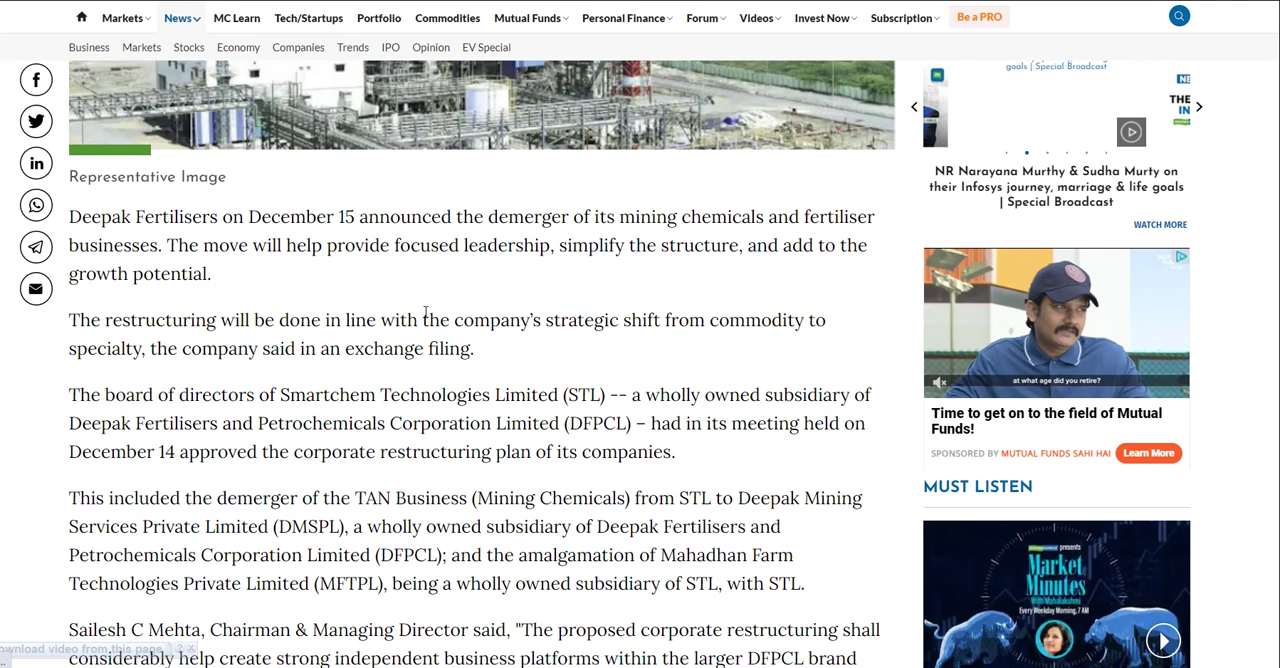 Markets News MC Learn Tech/Startups Portfolio Commodities Mutual Funds Personal Finance Forum Videos Invest Now Subscription Be a PRO
Business Markets Stocks Economy Companies Trends IPO Opinion EV Special
Representative Image
Deepak Fertilisers on December 15 announced the demerger of its mining chemicals and fertiliser
businesses. The move will help provide focused leadership, simplify the structure, and add to the
growth potential.
The restructuring will be done in line with the company’s strategic shift from commodity to
specialty, the company said in an exchange filing.
The board of directors of Smartchem Technologies Limited (STL) -- a wholly owned subsidiary of
Deepak Fertilisers and Petrochemicals Corporation Limited (DFPCL) – had in its meeting held on
December 14 approved the corporate restructuring plan of its companies.
This included the demerger of the TAN Business (Mining Chemicals) from STL to Deepak Mining
Services Private Limited (DMSPL), a wholly owned subsidiary of Deepak Fertilisers and
Petrochemicals Corporation Limited (DFPCL); and the amalgamation of Mahadhan Farm
Technologies Private Limited (MFTPL), being a wholly owned subsidiary of STL, with STL.
Sailesh C Mehta, Chairman & Managing Director said, "The proposed corporate restructuring shall
considerably help create strong independent business platforms within the larger DFPCL brand
wnload video from this page
goals | Special Broadcast
NE
THE
IN
NR Narayana Murthy & Sudha Murty on
their Infosys journey, marriage & life goals
| Special Broadcast
WATCH MORE
at what age did you retire?
Time to get on to the field of Mutual
Funds!
SPONSORED BY MUTUAL FUNDS SAHI HAI Learn More
MUST LISTEN
presents
Market
Minutes
With Mahalakshmi
Every Weekday Morning, 7 AM